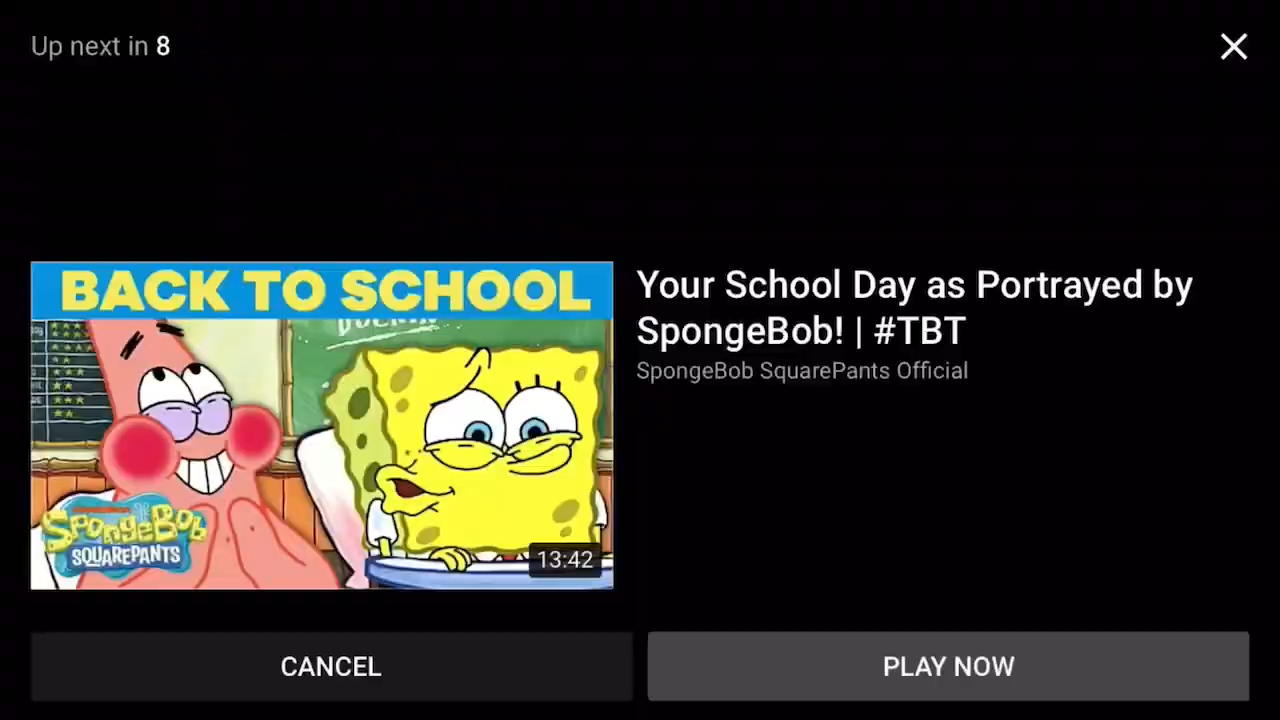 Up next in 8
BACK TO SCHOOL
Your School Day as Portrayed by
SpongeBob! | #TBT
SpongeBob SquarePants Official
SPONGEBOB
SQUAREPANTS
13:42
CANCEL
PLAY NOW